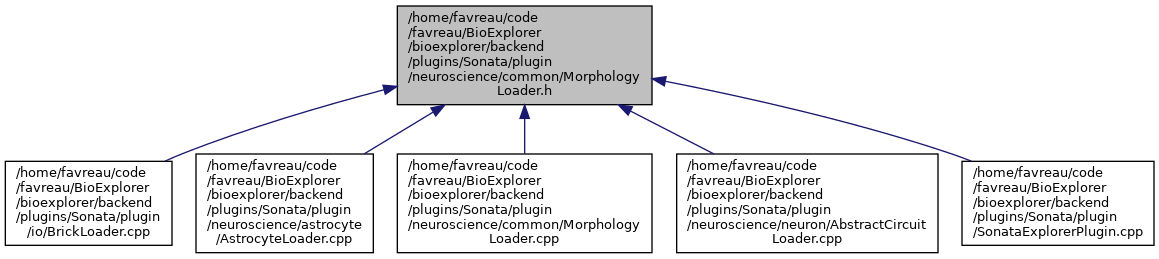 /home/favreau/code
/favreau/BioExplorer
/bioexplorer/backend
/plugins/Sonata/plugin
/neuroscience/common/Morphology
Loader.h
/home/favreau/code
/favreau/BioExplorer
/bioexplorer/backend
/plugins/Sonata/plugin
/io/BrickLoader.cpp
/home/favreau/code
/favreau/BioExplorer
/bioexplorer/backend
/plugins/Sonata/plugin
/neuroscience/astrocyte
/AstrocyteLoader.cpp
/home/favreau/code
/favreau/BioExplorer
/bioexplorer/backend
/plugins/Sonata/plugin
/neuroscience/common/Morphology
Loader.cpp
/home/favreau/code
/favreau/BioExplorer
/bioexplorer/backend
/plugins/Sonata/plugin
/neuroscience/neuron/AbstractCircuit
Loader.cpp
/home/favreau/code
/favreau/BioExplorer
/bioexplorer/backend
/plugins/Sonata/plugin
/SonataExplorerPlugin.cpp